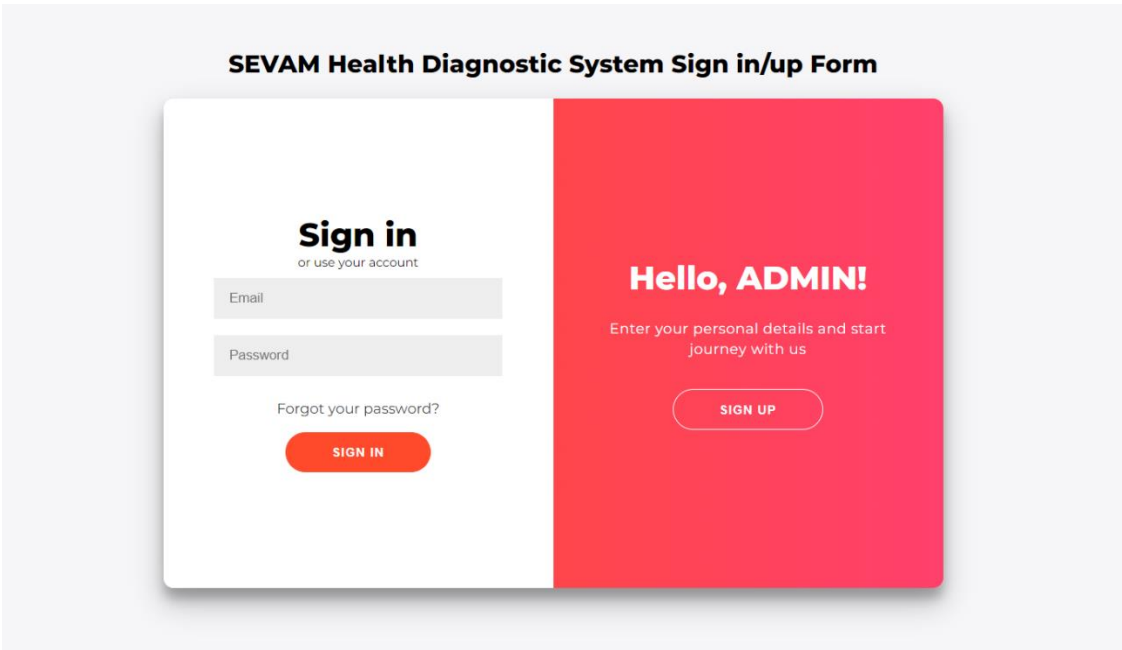 SEVAM Health Diagnostic System Sign in/up Form
Sign in
or use your account
Email
Password
Forgot your password?
SIGN IN
Hello, ADMIN!
Enter your personal details and start
journey with us
SIGN UP